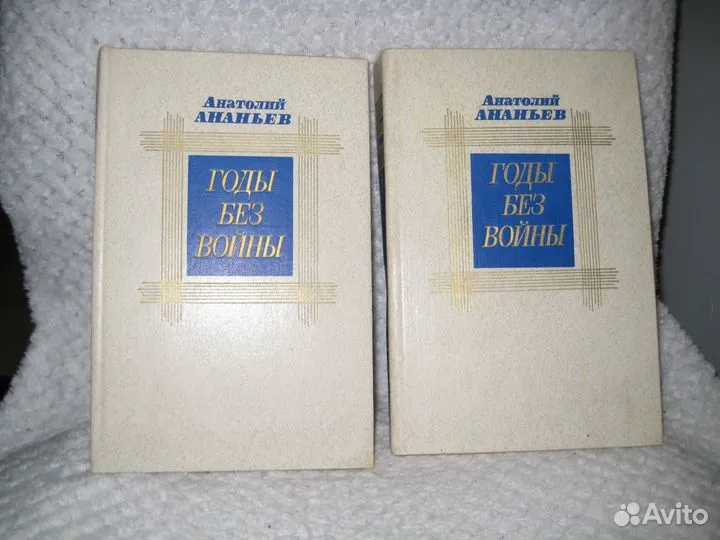 Анатолий
АНАНЬЕВ
ГОДЫ
БЕЗ
ВОЙНЫ
Анатолий
АНАНЬЕВ
ГОДЫ
БЕЗ
ВОЙНЫ
Avito